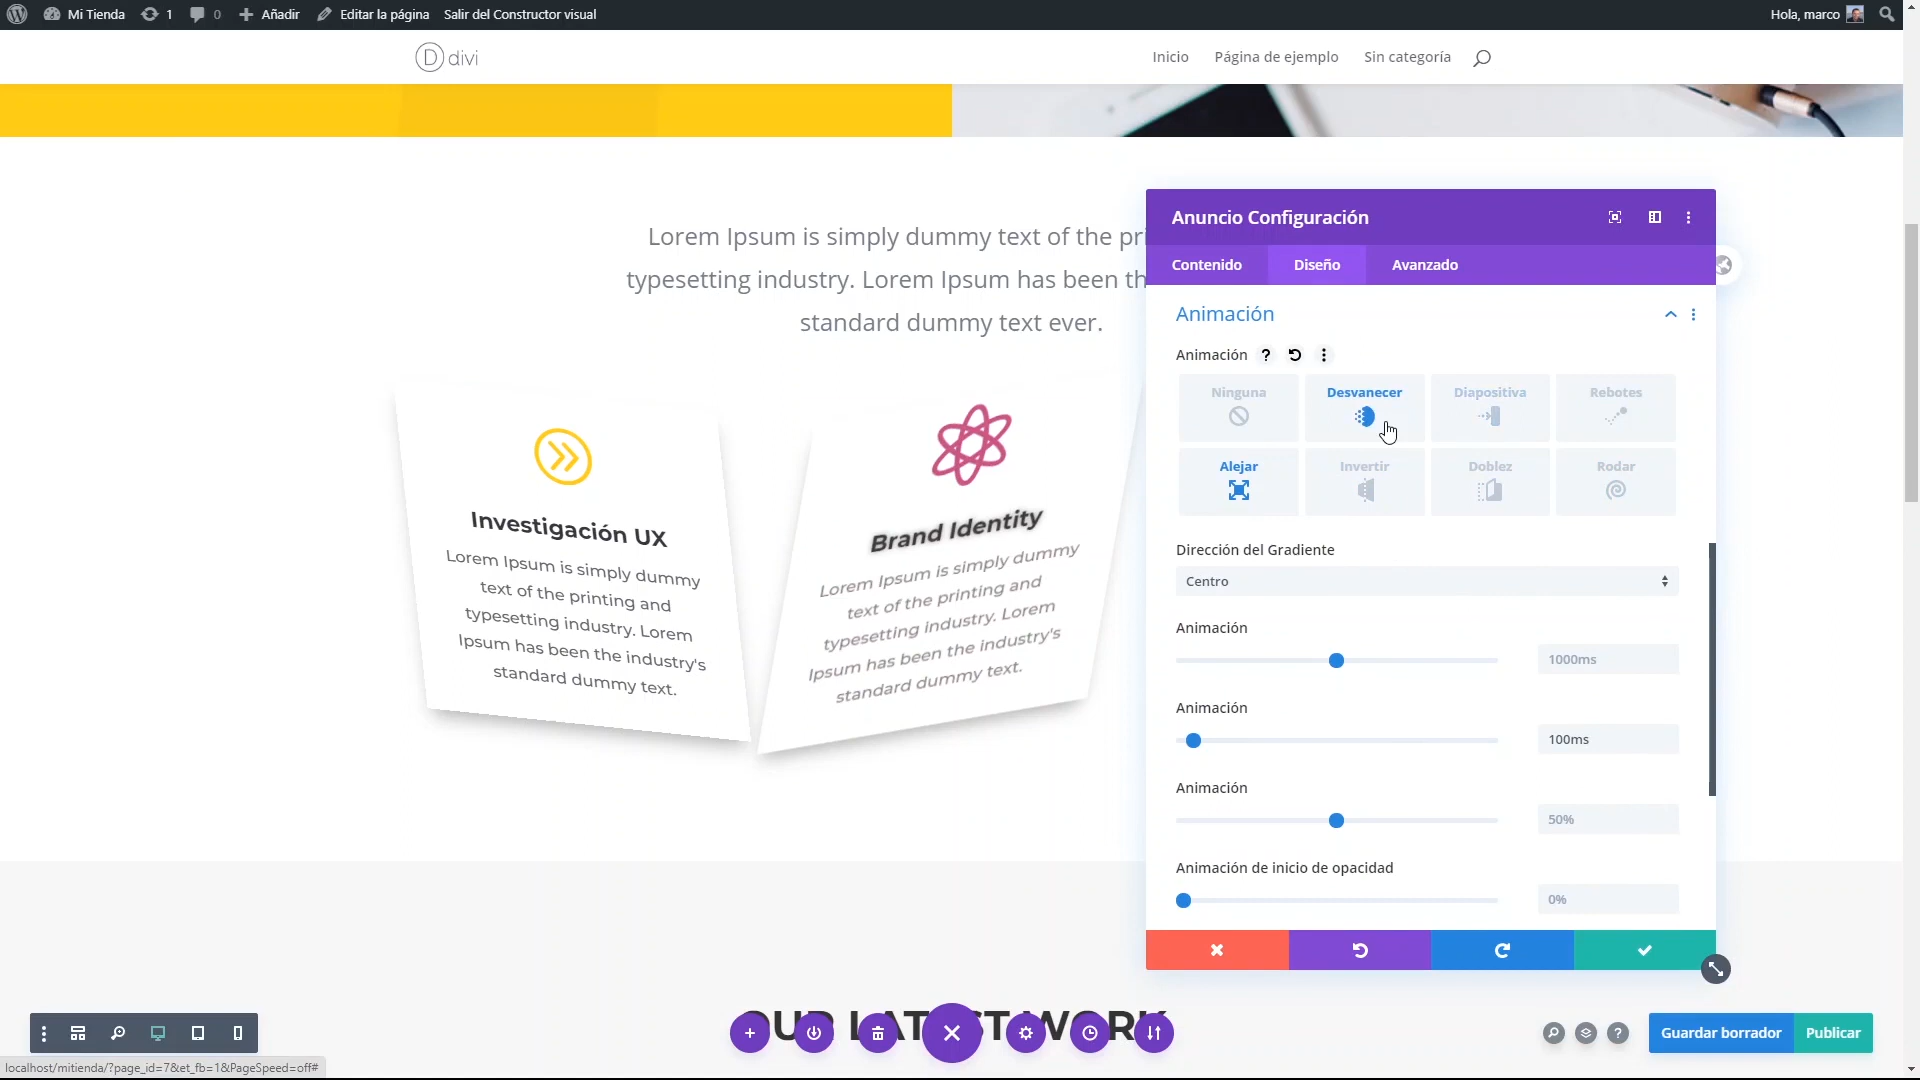 Mi Tienda 1 0 Añadir Editar la página Salir del Constructor visual Hola, marco
D divi Inicio Página de ejemplo Sin categoría
Lorem Ipsum is simply dummy text of the pri
typesetting industry. Lorem Ipsum has been th
standard dummy text ever.
Investigación UX
Lorem Ipsum is simply dummy
text of the printing and
typesetting industry. Lorem
Ipsum has been the industry's
standard dummy text.
Brand Identity
Lorem Ipsum is simply dummy
text of the printing and
typesetting industry. Lorem
Ipsum has been the industry's
standard dummy text.
Anuncio Configuración
Contenido Diseño Avanzado
Animación
Animación ?
Ninguna Desvanecer Diapositiva Rebotes
Alejar Invertir Doblez Rodar
Dirección del Gradiente
Centro
Animación
1000ms
Animación
100ms
Animación
50%
Animación de inicio de opacidad
0%
OUR LATEST WORK
? Guardar borrador Publicar
localhost/mitienda/?page_id=7&et_fb=1&PageSpeed=off#